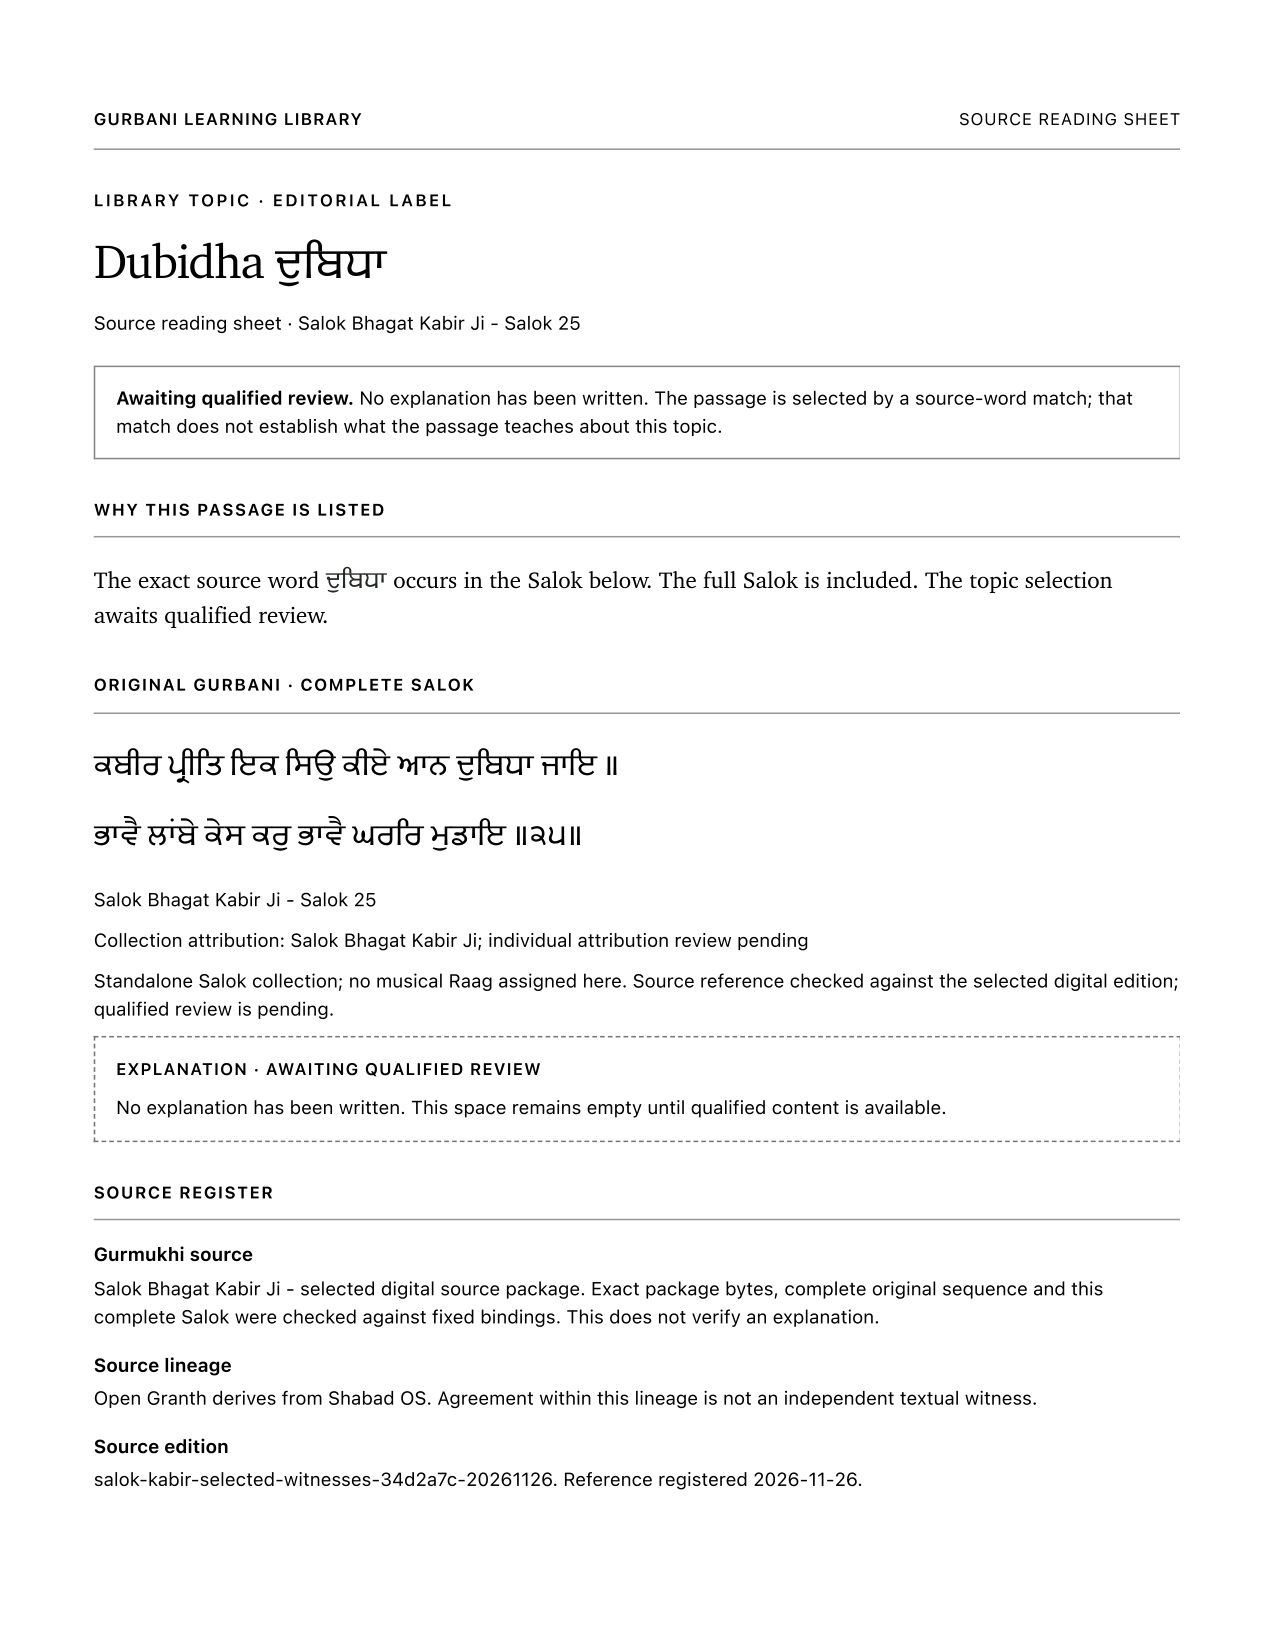 GURBANI LEARNING LIBRARY
SOURCE READING SHEET
LIBRARY TOPIC · EDITORIAL LABEL
Dubidha ਦੁਬਿਧਾ
Source reading sheet · Salok Bhagat Kabir Ji - Salok 25
Awaiting qualified review. No explanation has been written. The passage is selected by a source-word match; that
match does not establish what the passage teaches about this topic.
WHY THIS PASSAGE IS LISTED
The exact source word ਦੁਬਿਧਾ occurs in the Salok below. The full Salok is included. The topic selection
awaits qualified review.
ORIGINAL GURBANI · COMPLETE SALOK
ਕਬੀਰ ਪ੍ਰੀਤਿ ਇਕ ਸਿਉ ਕੀਏ ਆਨ ਦੁਬਿਧਾ ਜਾਇ ॥
ਭਾਵੈ ਲਾਂਬੇ ਕੇਸ ਕਰੁ ਭਾਵੈ ਘਰਰਿ ਮੁਡਾਇ ॥੨੫॥
Salok Bhagat Kabir Ji - Salok 25
Collection attribution: Salok Bhagat Kabir Ji; individual attribution review pending
Standalone Salok collection; no musical Raag assigned here. Source reference checked against the selected digital edition;
qualified review is pending.
EXPLANATION · AWAITING QUALIFIED REVIEW
No explanation has been written. This space remains empty until qualified content is available.
SOURCE REGISTER
Gurmukhi source
Salok Bhagat Kabir Ji - selected digital source package. Exact package bytes, complete original sequence and this
complete Salok were checked against fixed bindings. This does not verify an explanation.
Source lineage
Open Granth derives from Shabad OS. Agreement within this lineage is not an independent textual witness.
Source edition
salok-kabir-selected-witnesses-34d2a7c-20261126. Reference registered 2026-11-26.